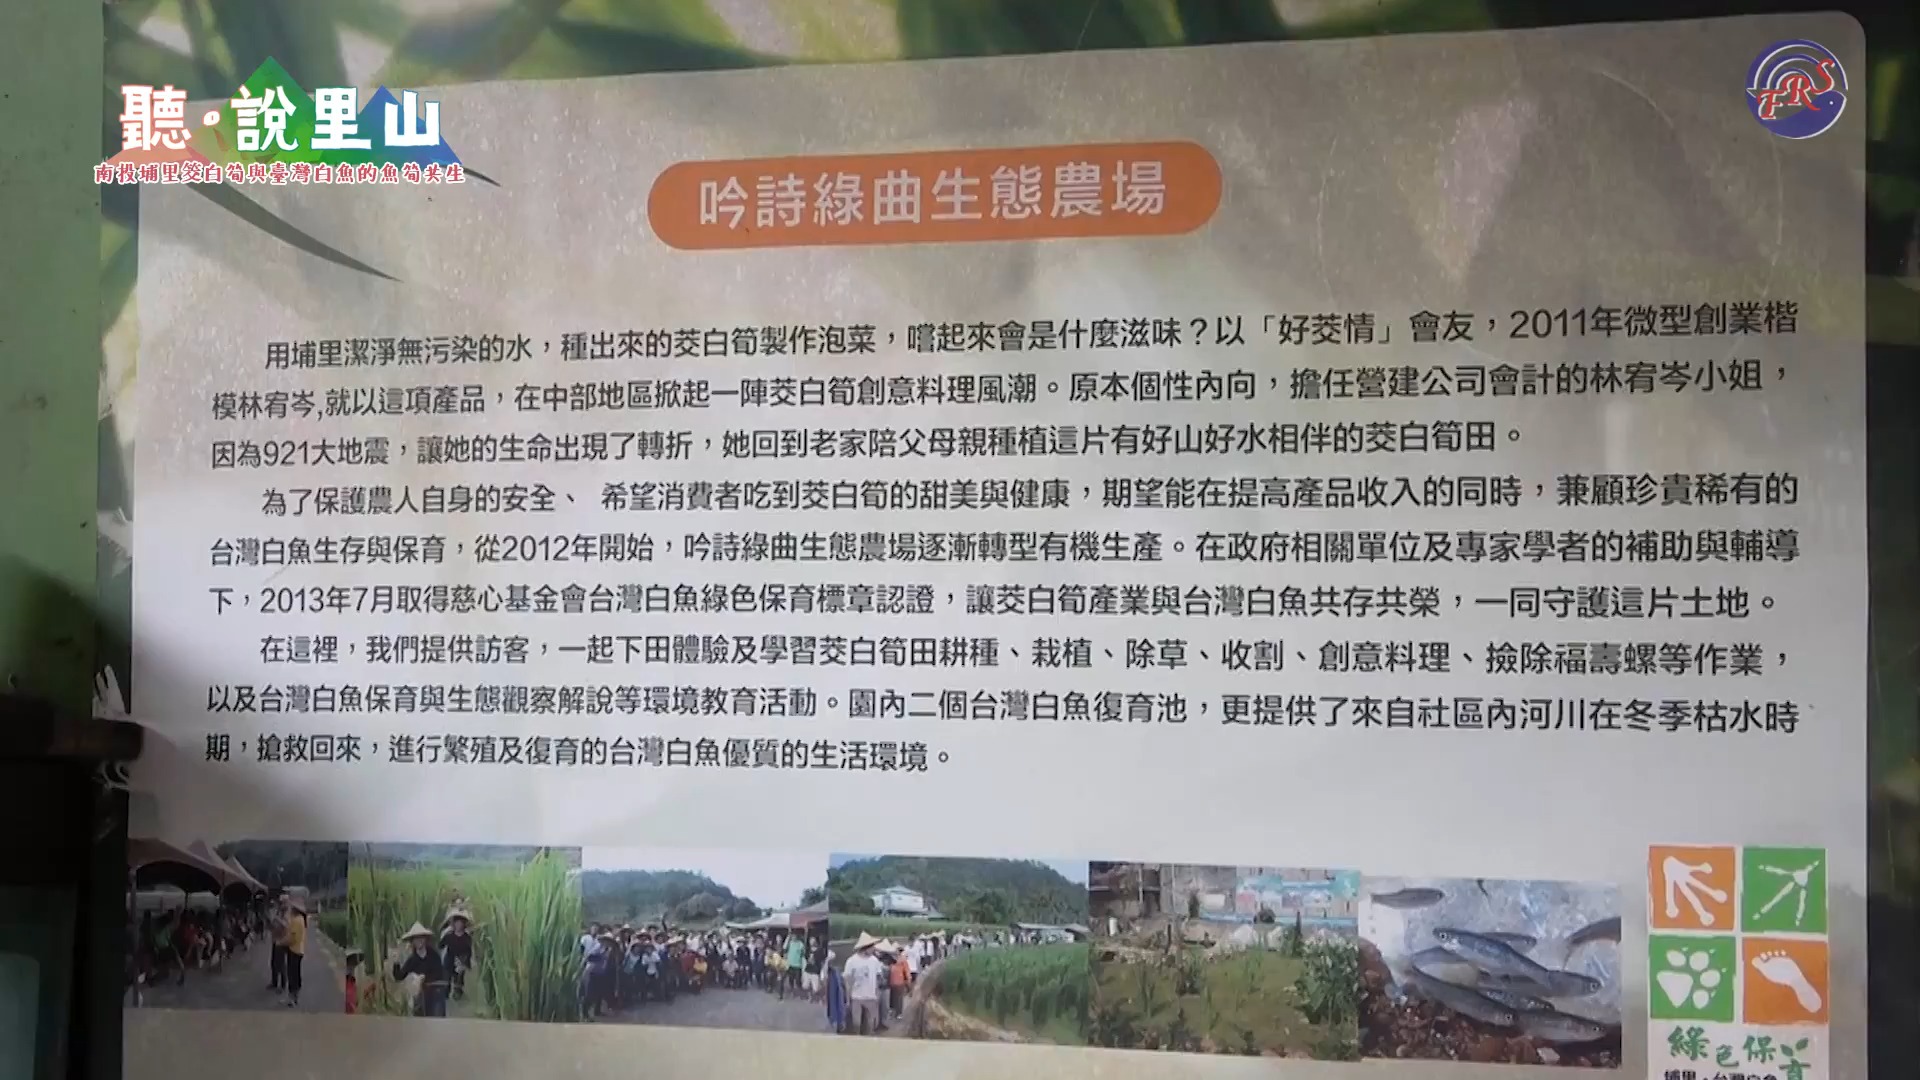 聽•說里山
南投埔里筊白筍與臺灣白魚的魚筍共生
FRS
吟詩綠曲生態農場
用埔里潔淨無污染的水，種出來的茭白筍製作泡菜，嚐起來會是什麼滋味？以「好茭情」會友，2011年微型創業楷
模林宥岑,就以這項產品，在中部地區掀起一陣茭白筍創意料理風潮。原本個性內向，擔任營建公司會計的林宥岑小姐，
因為921大地震，讓她的生命出現了轉折，她回到老家陪父母親種植這片有好山好水相伴的茭白筍田。
為了保護農人自身的安全、 希望消費者吃到茭白筍的甜美與健康，期望能在提高產品收入的同時，兼顧珍貴稀有的
台灣白魚生存與保育，從2012年開始，吟詩綠曲生態農場逐漸轉型有機生產。在政府相關單位及專家學者的補助與輔導
下，2013年7月取得慈心基金會台灣白魚綠色保育標章認證，讓茭白筍產業與台灣白魚共存共榮，一同守護這片土地。
在這裡，我們提供訪客，一起下田體驗及學習茭白筍田耕種、栽植、除草、收割、創意料理、撿除福壽螺等作業，
以及台灣白魚保育與生態觀察解說等環境教育活動。園內二個台灣白魚復育池，更提供了來自社區內河川在冬季枯水時
期，搶救回來，進行繁殖及復育的台灣白魚優質的生活環境。
綠色保育
埔里・台灣白魚